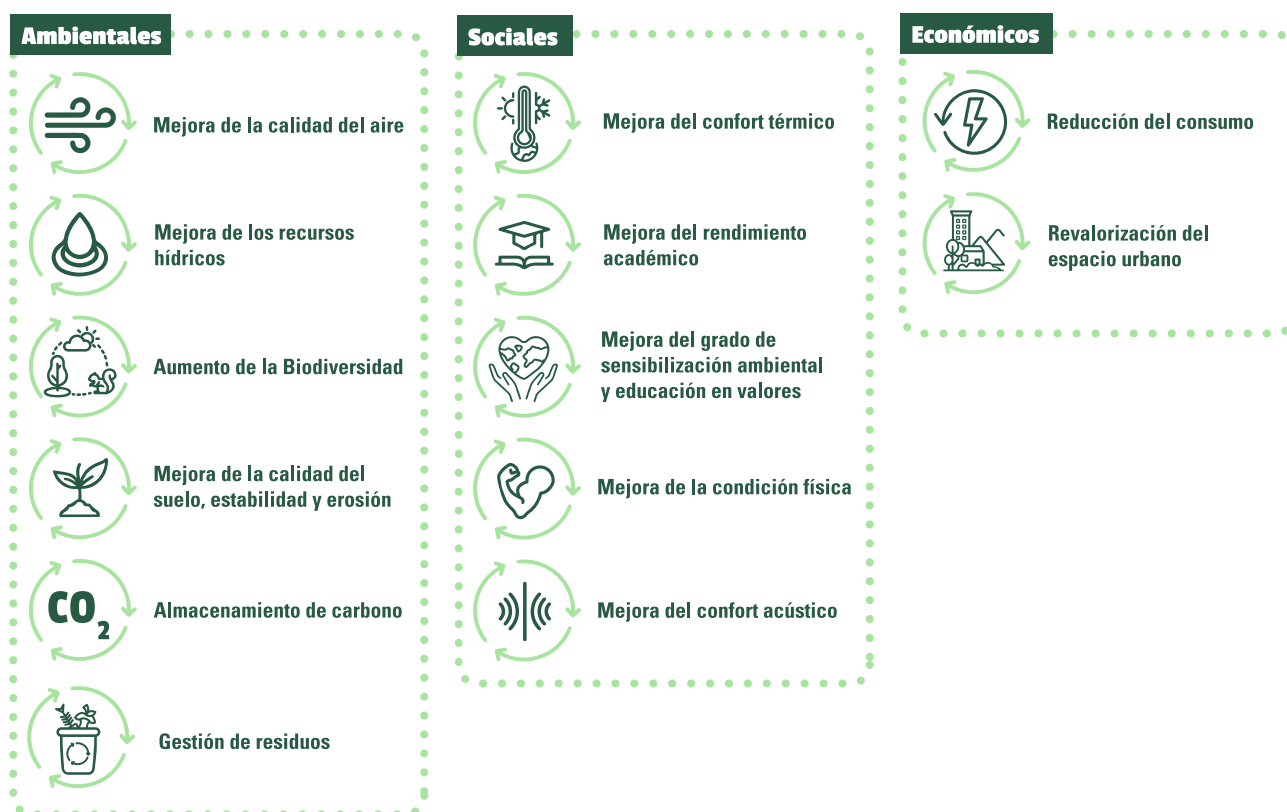 Ambientales
Mejora de la calidad del aire
Mejora de los recursos
hídricos
Aumento de la Biodiversidad
Mejora de la calidad del
suelo, estabilidad y erosión
CO2
Almacenamiento de carbono
Gestión de residuos
Sociales
Mejora del confort térmico
Mejora del rendimiento
académico
Mejora del grado de
sensibilización ambiental
y educación en valores
Mejora de la condición física
Mejora del confort acústico
Económicos
Reducción del consumo
Revalorización del
espacio urbano